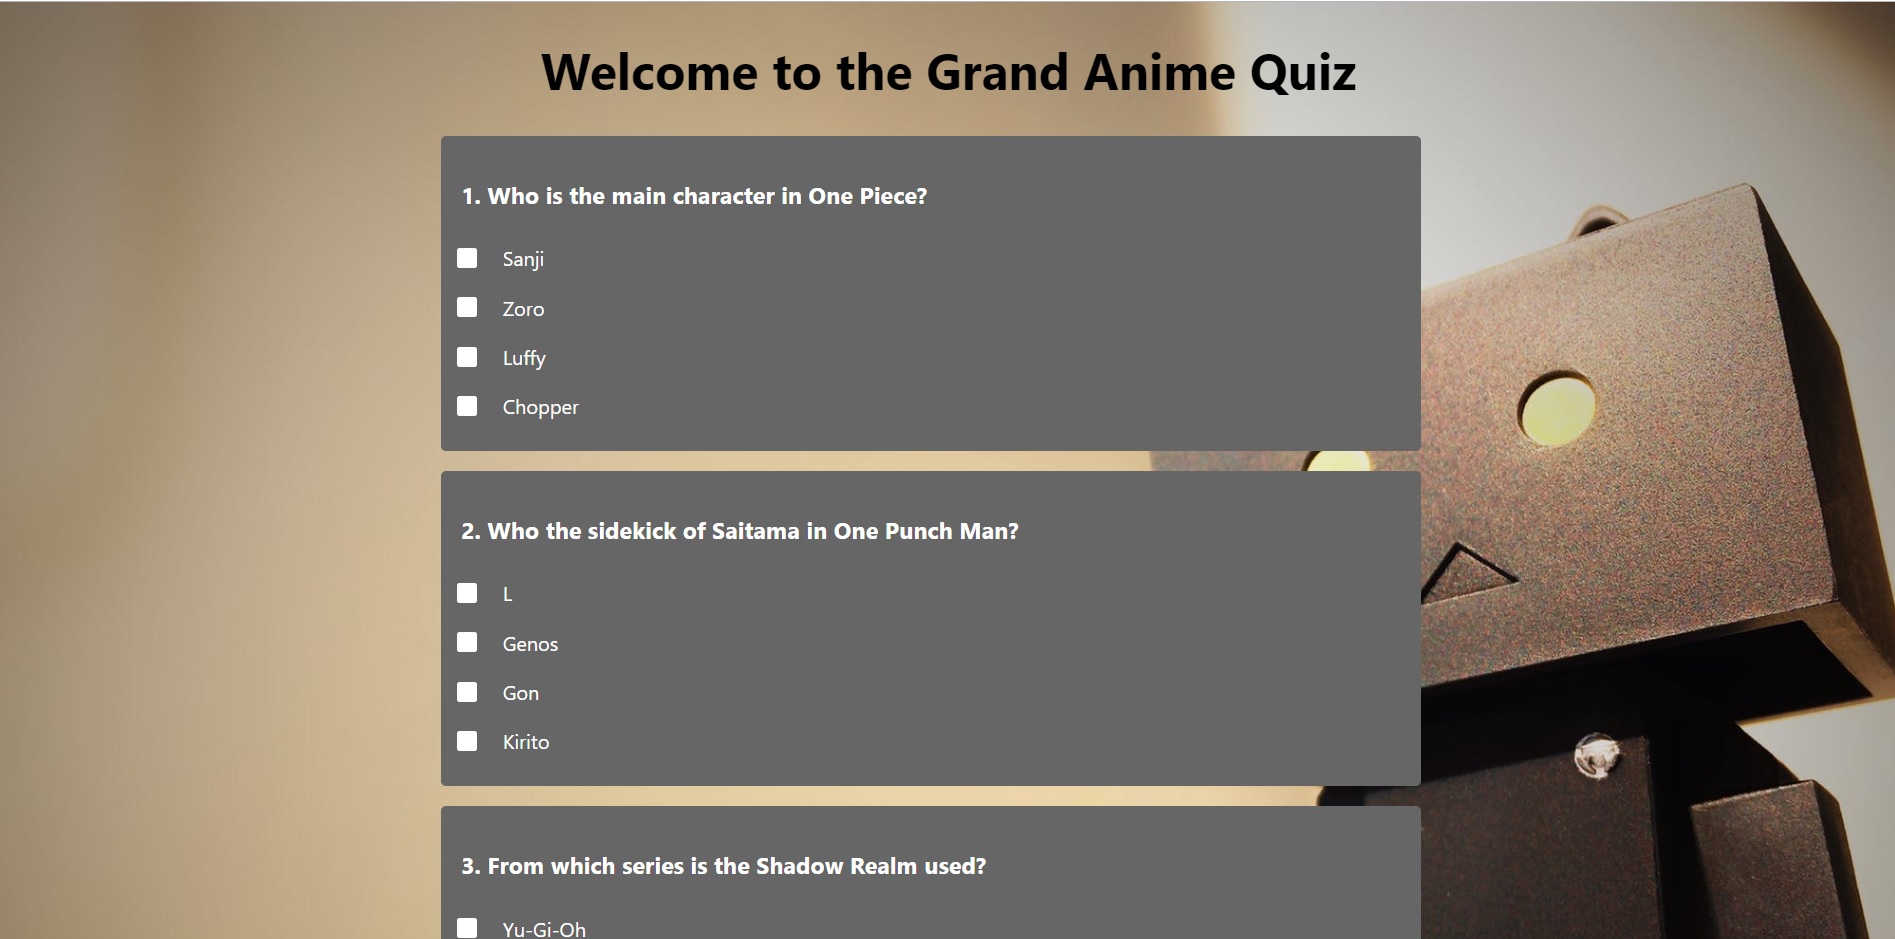 Welcome to the Grand Anime Quiz
1. Who is the main character in One Piece?
Sanji
Zoro
Luffy
Chopper
2. Who the sidekick of Saitama in One Punch Man?
L
Genos
Gon
Kirito
3. From which series is the Shadow Realm used?
Yu-Gi-Oh